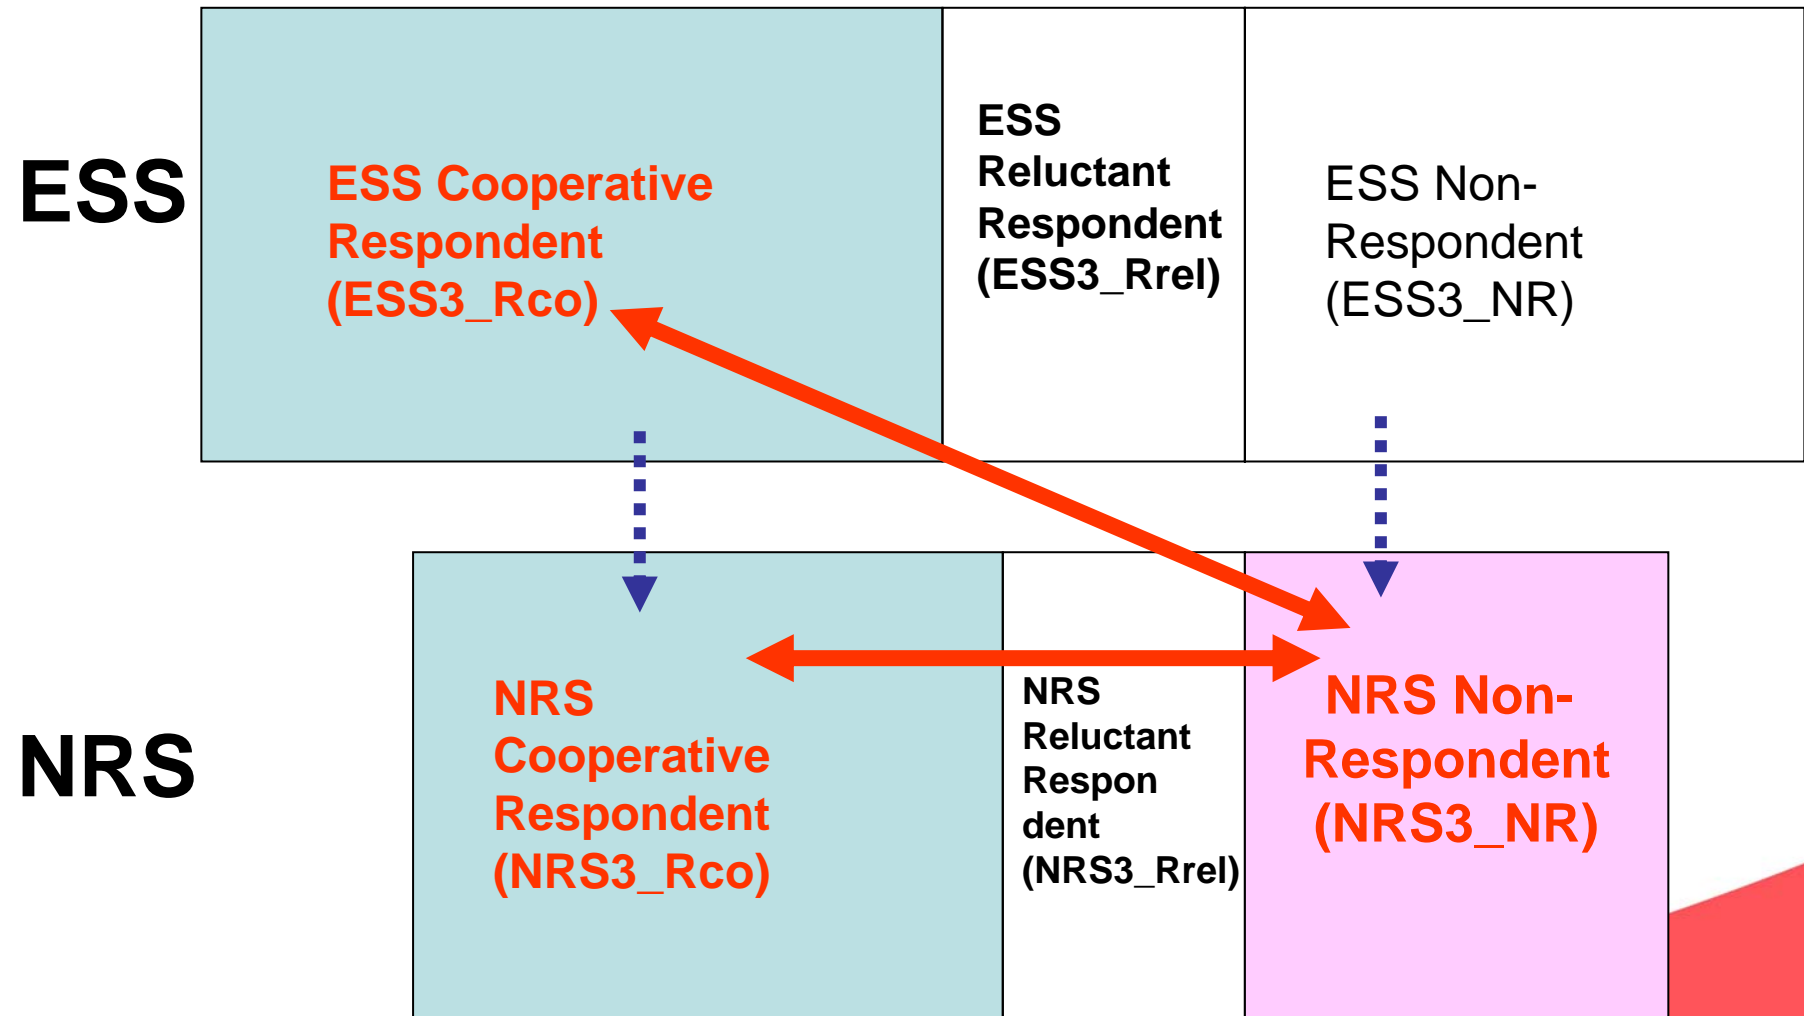 ESS
ESS Cooperative
Respondent
(ESS3_Rco)
ESS
Reluctant
Respondent
(ESS3_Rrel)
ESS Non-
Respondent
(ESS3_NR)
NRS
NRS
Cooperative
Respondent
(NRS3_Rco)
NRS
Reluctant
Respon
dent
(NRS3_Rrel)
NRS Non-
Respondent
(NRS3_NR)